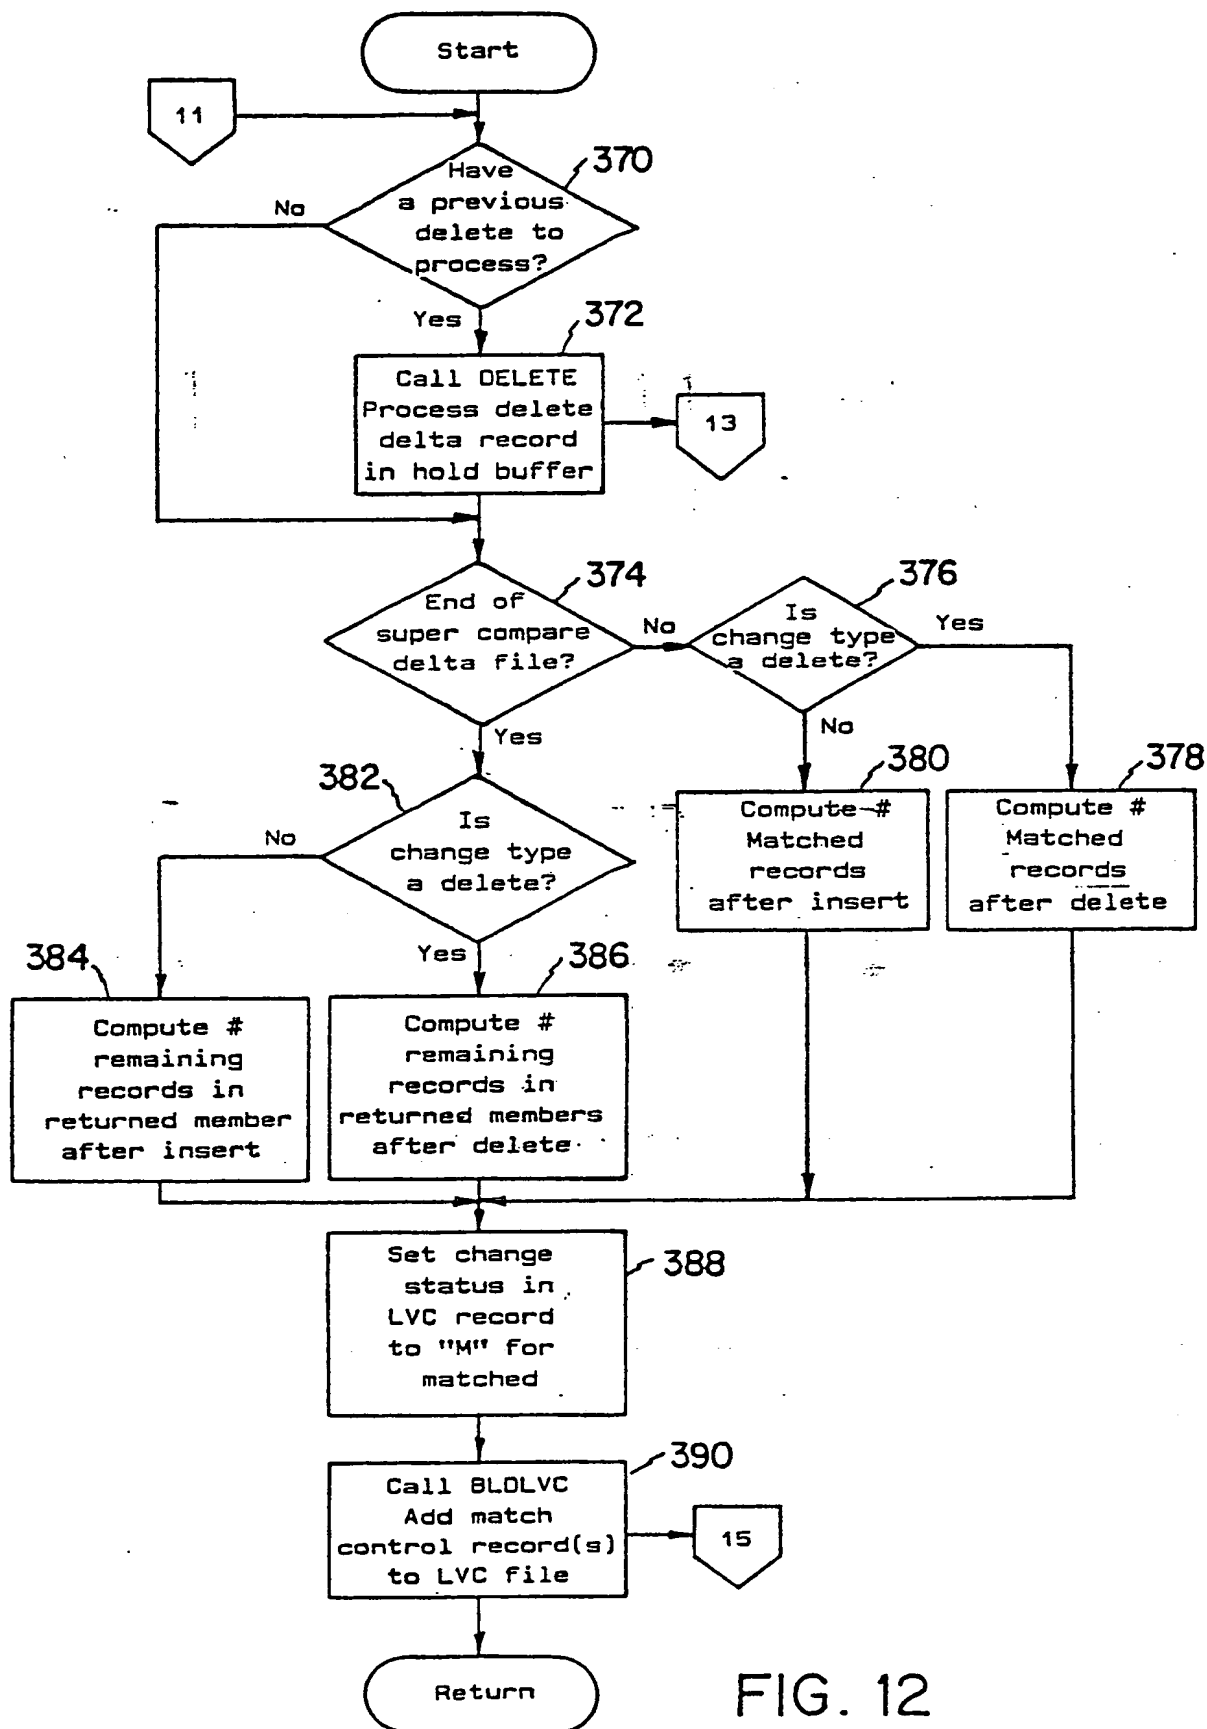 Start
11
370
Have
a previous
delete to
process?
No
Yes
372
Call DELETE
Process delete
delta record
in hold buffer
13
374
End of
super compare
delta file?
No
376
Is
change type
a delete?
Yes
No
Yes
382
Is
change type
a delete?
No
Yes
380
Compute #
Matched
records
after insert
378
Compute #
Matched
records
after delete
384
Compute #
remaining
records in
returned member
after insert
386
Compute #
remaining
records in
returned members
after delete
388
Set change
status in
LVC record
to "M" for
matched
390
Call BLDLVC
Add match
control record(s)
to LVC file
15
Return
FIG. 12